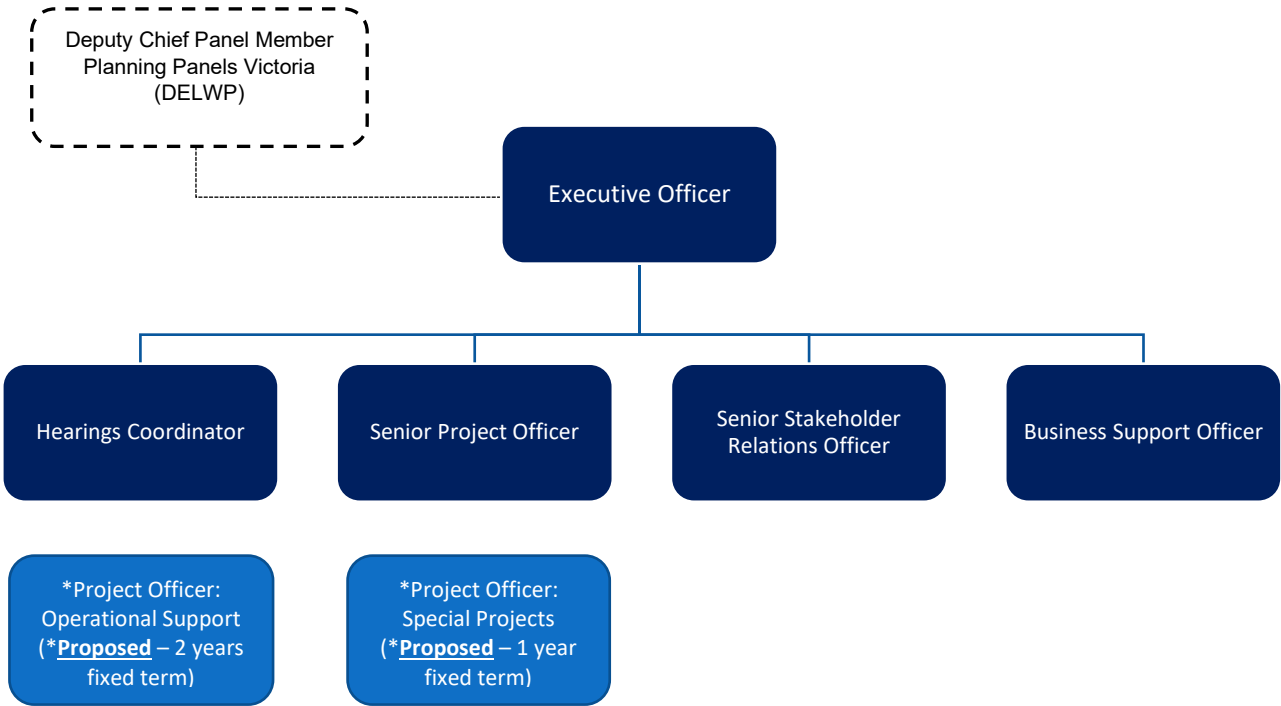 Deputy Chief Panel Member
Planning Panels Victoria
(DELWP)
Executive Officer
Hearings Coordinator
Senior Project Officer
Senior Stakeholder
Relations Officer
Business Support Officer
*Project Officer:
Operational Support
(*Proposed – 2 years
fixed term)
*Project Officer:
Special Projects
(*Proposed – 1 year
fixed term)